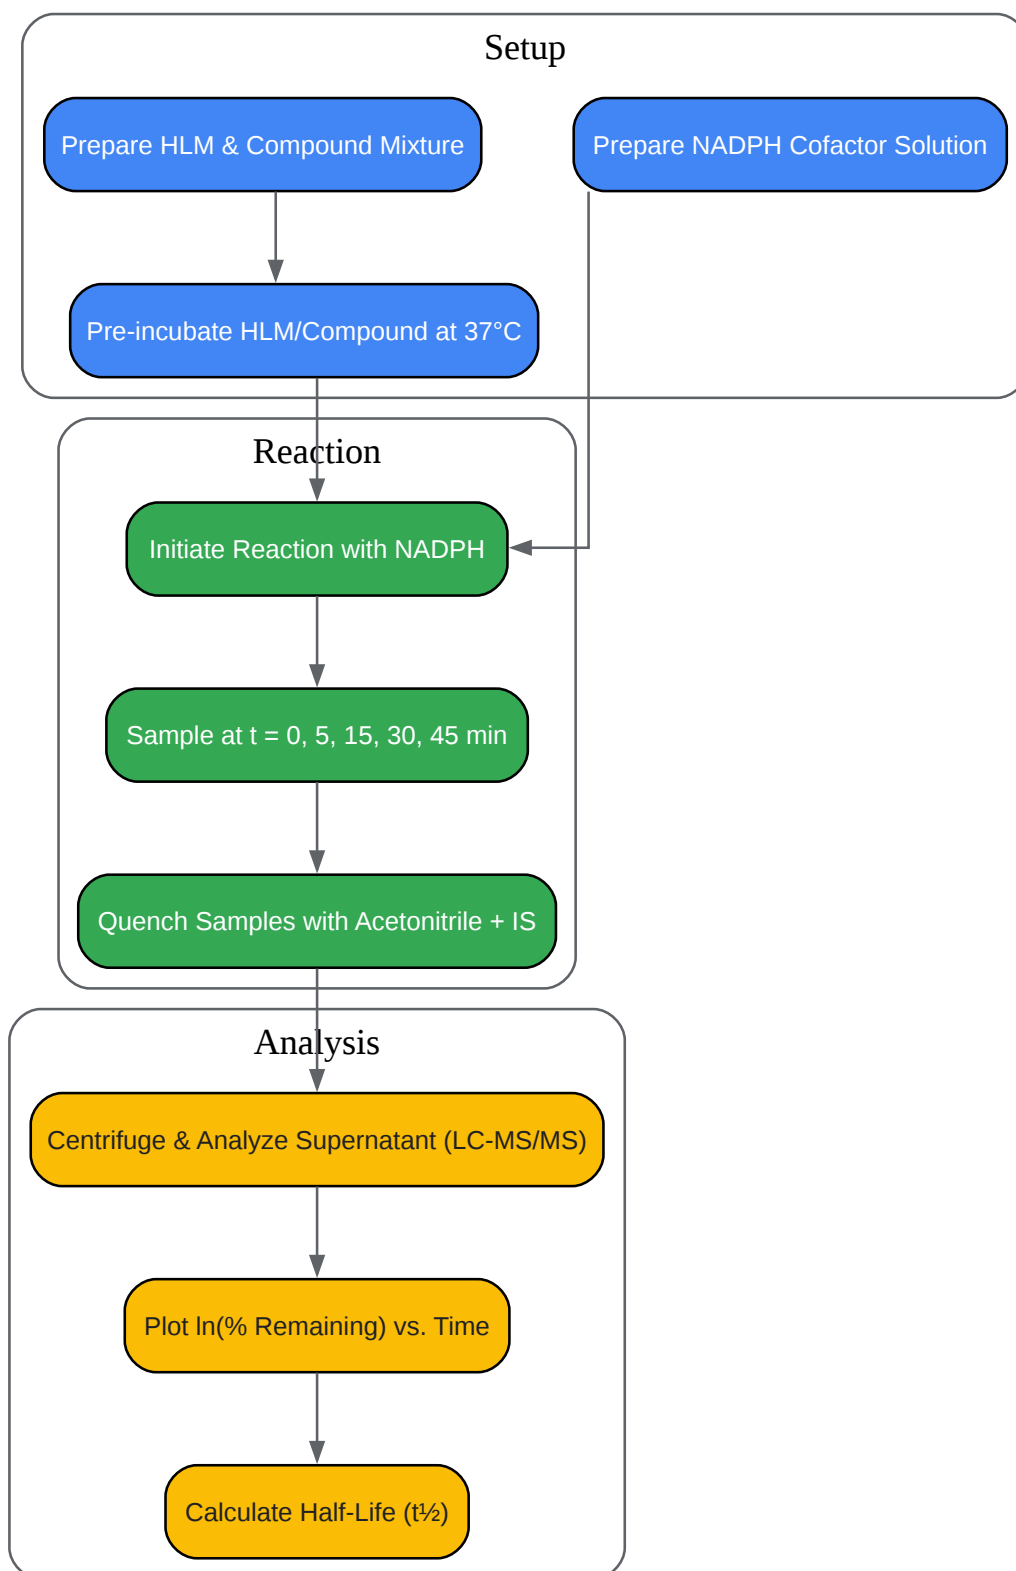 Setup
Prepare HLM & Compound Mixture
Prepare NADPH Cofactor Solution
Pre-incubate HLM/Compound at 37°C
Reaction
Initiate Reaction with NADPH
Sample at t = 0, 5, 15, 30, 45 min
Quench Samples with Acetonitrile + IS
Analysis
Centrifuge & Analyze Supernatant (LC-MS/MS)
Plot ln(% Remaining) vs. Time
Calculate Half-Life (t½)